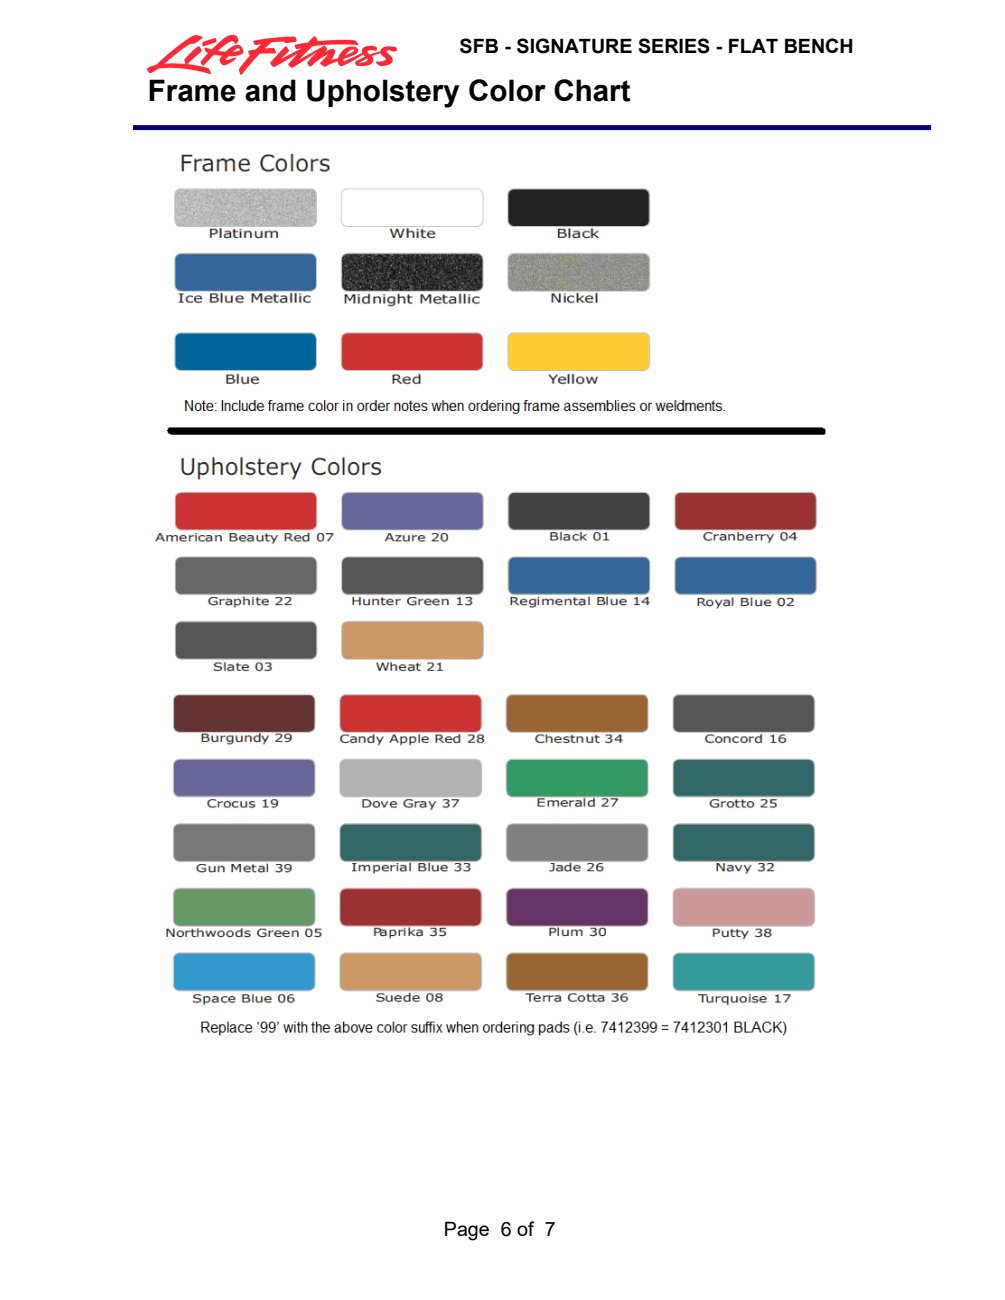 Life Fitness
SFB - SIGNATURE SERIES - FLAT BENCH
Frame and Upholstery Color Chart
Frame Colors
Platinum White Black
Ice Blue Metallic Midnight Metallic Nickel
Blue Red Yellow
Note: Include frame color in order notes when ordering frame assemblies or weldments.
Upholstery Colors
American Beauty Red 07 Azure 20 Black 01 Cranberry 04
Graphite 22 Hunter Green 13 Regimental Blue 14 Royal Blue 02
Slate 03 Wheat 21
Burgundy 29 Candy Apple Red 28 Chestnut 34 Concord 16
Crocus 19 Dove Gray 37 Emerald 27 Grotto 25
Gun Metal 39 Imperial Blue 33 Jade 26 Navy 32
Northwoods Green 05 Paprika 35 Plum 30 Putty 38
Space Blue 06 Suede 08 Terra Cotta 36 Turquoise 17
Replace ‘99’ with the above color suffix when ordering pads (i.e. 7412399 = 7412301 BLACK)
Page 6 of 7